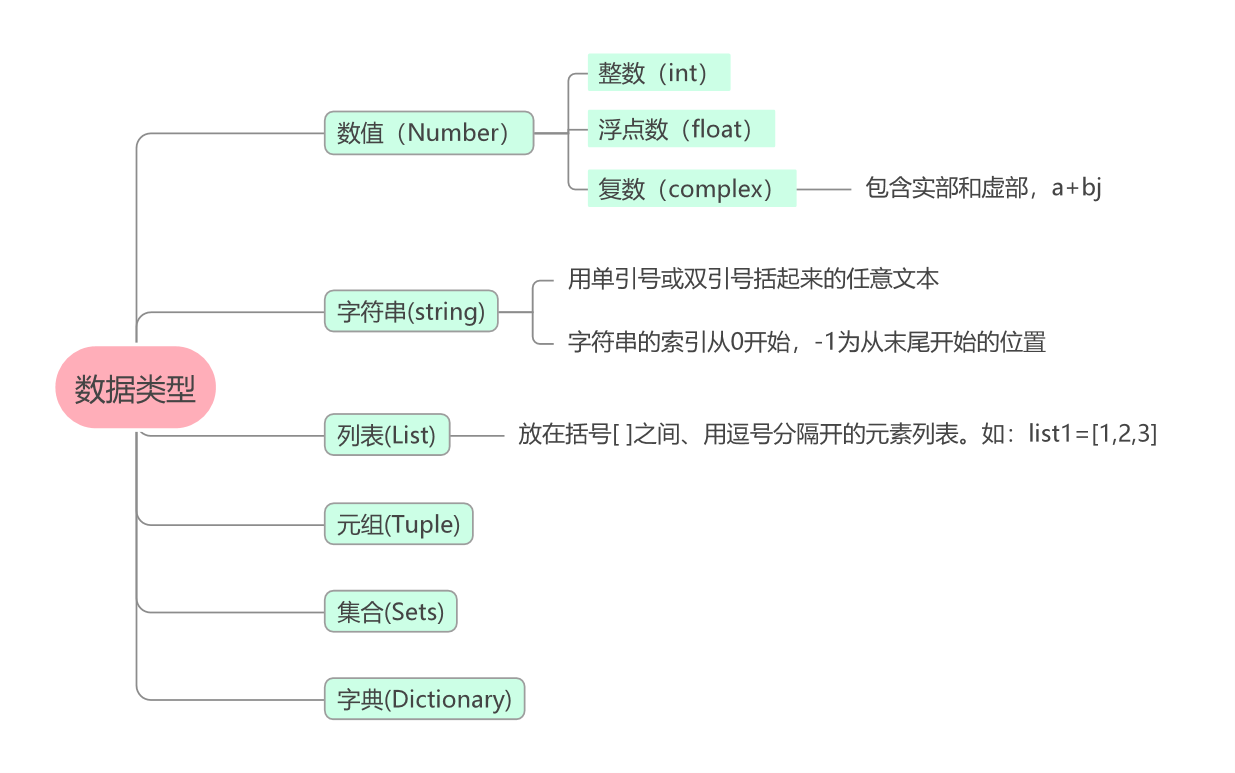 数据类型
数值（Number）
整数（int）
浮点数（float）
复数（complex）
包含实部和虚部，a+bj
字符串(string)
用单引号或双引号括起来的任意文本
字符串的索引从0开始，-1为从末尾开始的位置
列表(List)
放在括号[ ]之间、用逗号分隔开的元素列表。如：list1=[1,2,3]
元组(Tuple)
集合(Sets)
字典(Dictionary)